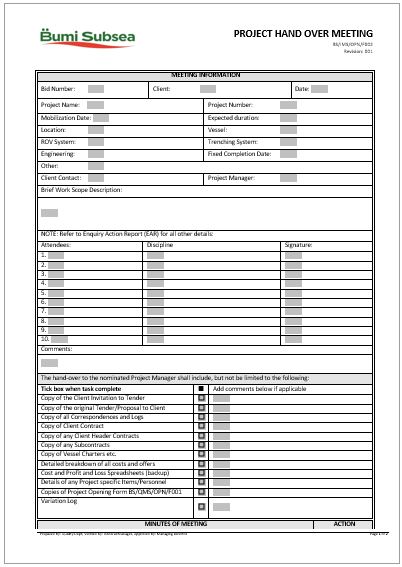 Bumi Subsea
PROJECT HAND OVER MEETING
BS/IMS/OPN/F002
Revision: 001
MEETING INFORMATION
Bid Number: Client: Date:
Project Name: Project Number:
Mobilization Date: Expected duration:
Location: Vessel:
ROV System: Trenching System:
Engineering: Fixed Completion Date:
Other:
Client Contact: Project Manager:
Brief Work Scope Description:
NOTE: Refer to Enquiry Action Report (EAR) for all other details:
Attendees: Discipline Signature:
1.
2.
3.
4.
5.
6.
7.
8.
9.
10.
Comments:
The hand-over to the nominated Project Manager shall include, but not be limited to the following:
Tick box when task complete Add comments below if applicable
Copy of the Client Invitation to Tender
Copy of the original Tender/Proposal to Client
Copy of all Correspondences and Logs
Copy of Client Contract
Copy of any Client Header Contracts
Copy of any Subcontracts
Copy of Vessel Charters etc.
Detailed breakdown of all costs and offers
Cost and Profit and Loss Spreadsheets (backup)
Details of any Project specific Items/Personnel
Copies of Project Opening Form BS/QMS/OPN/F001
Variation Log
MINUTES OF MEETING ACTION